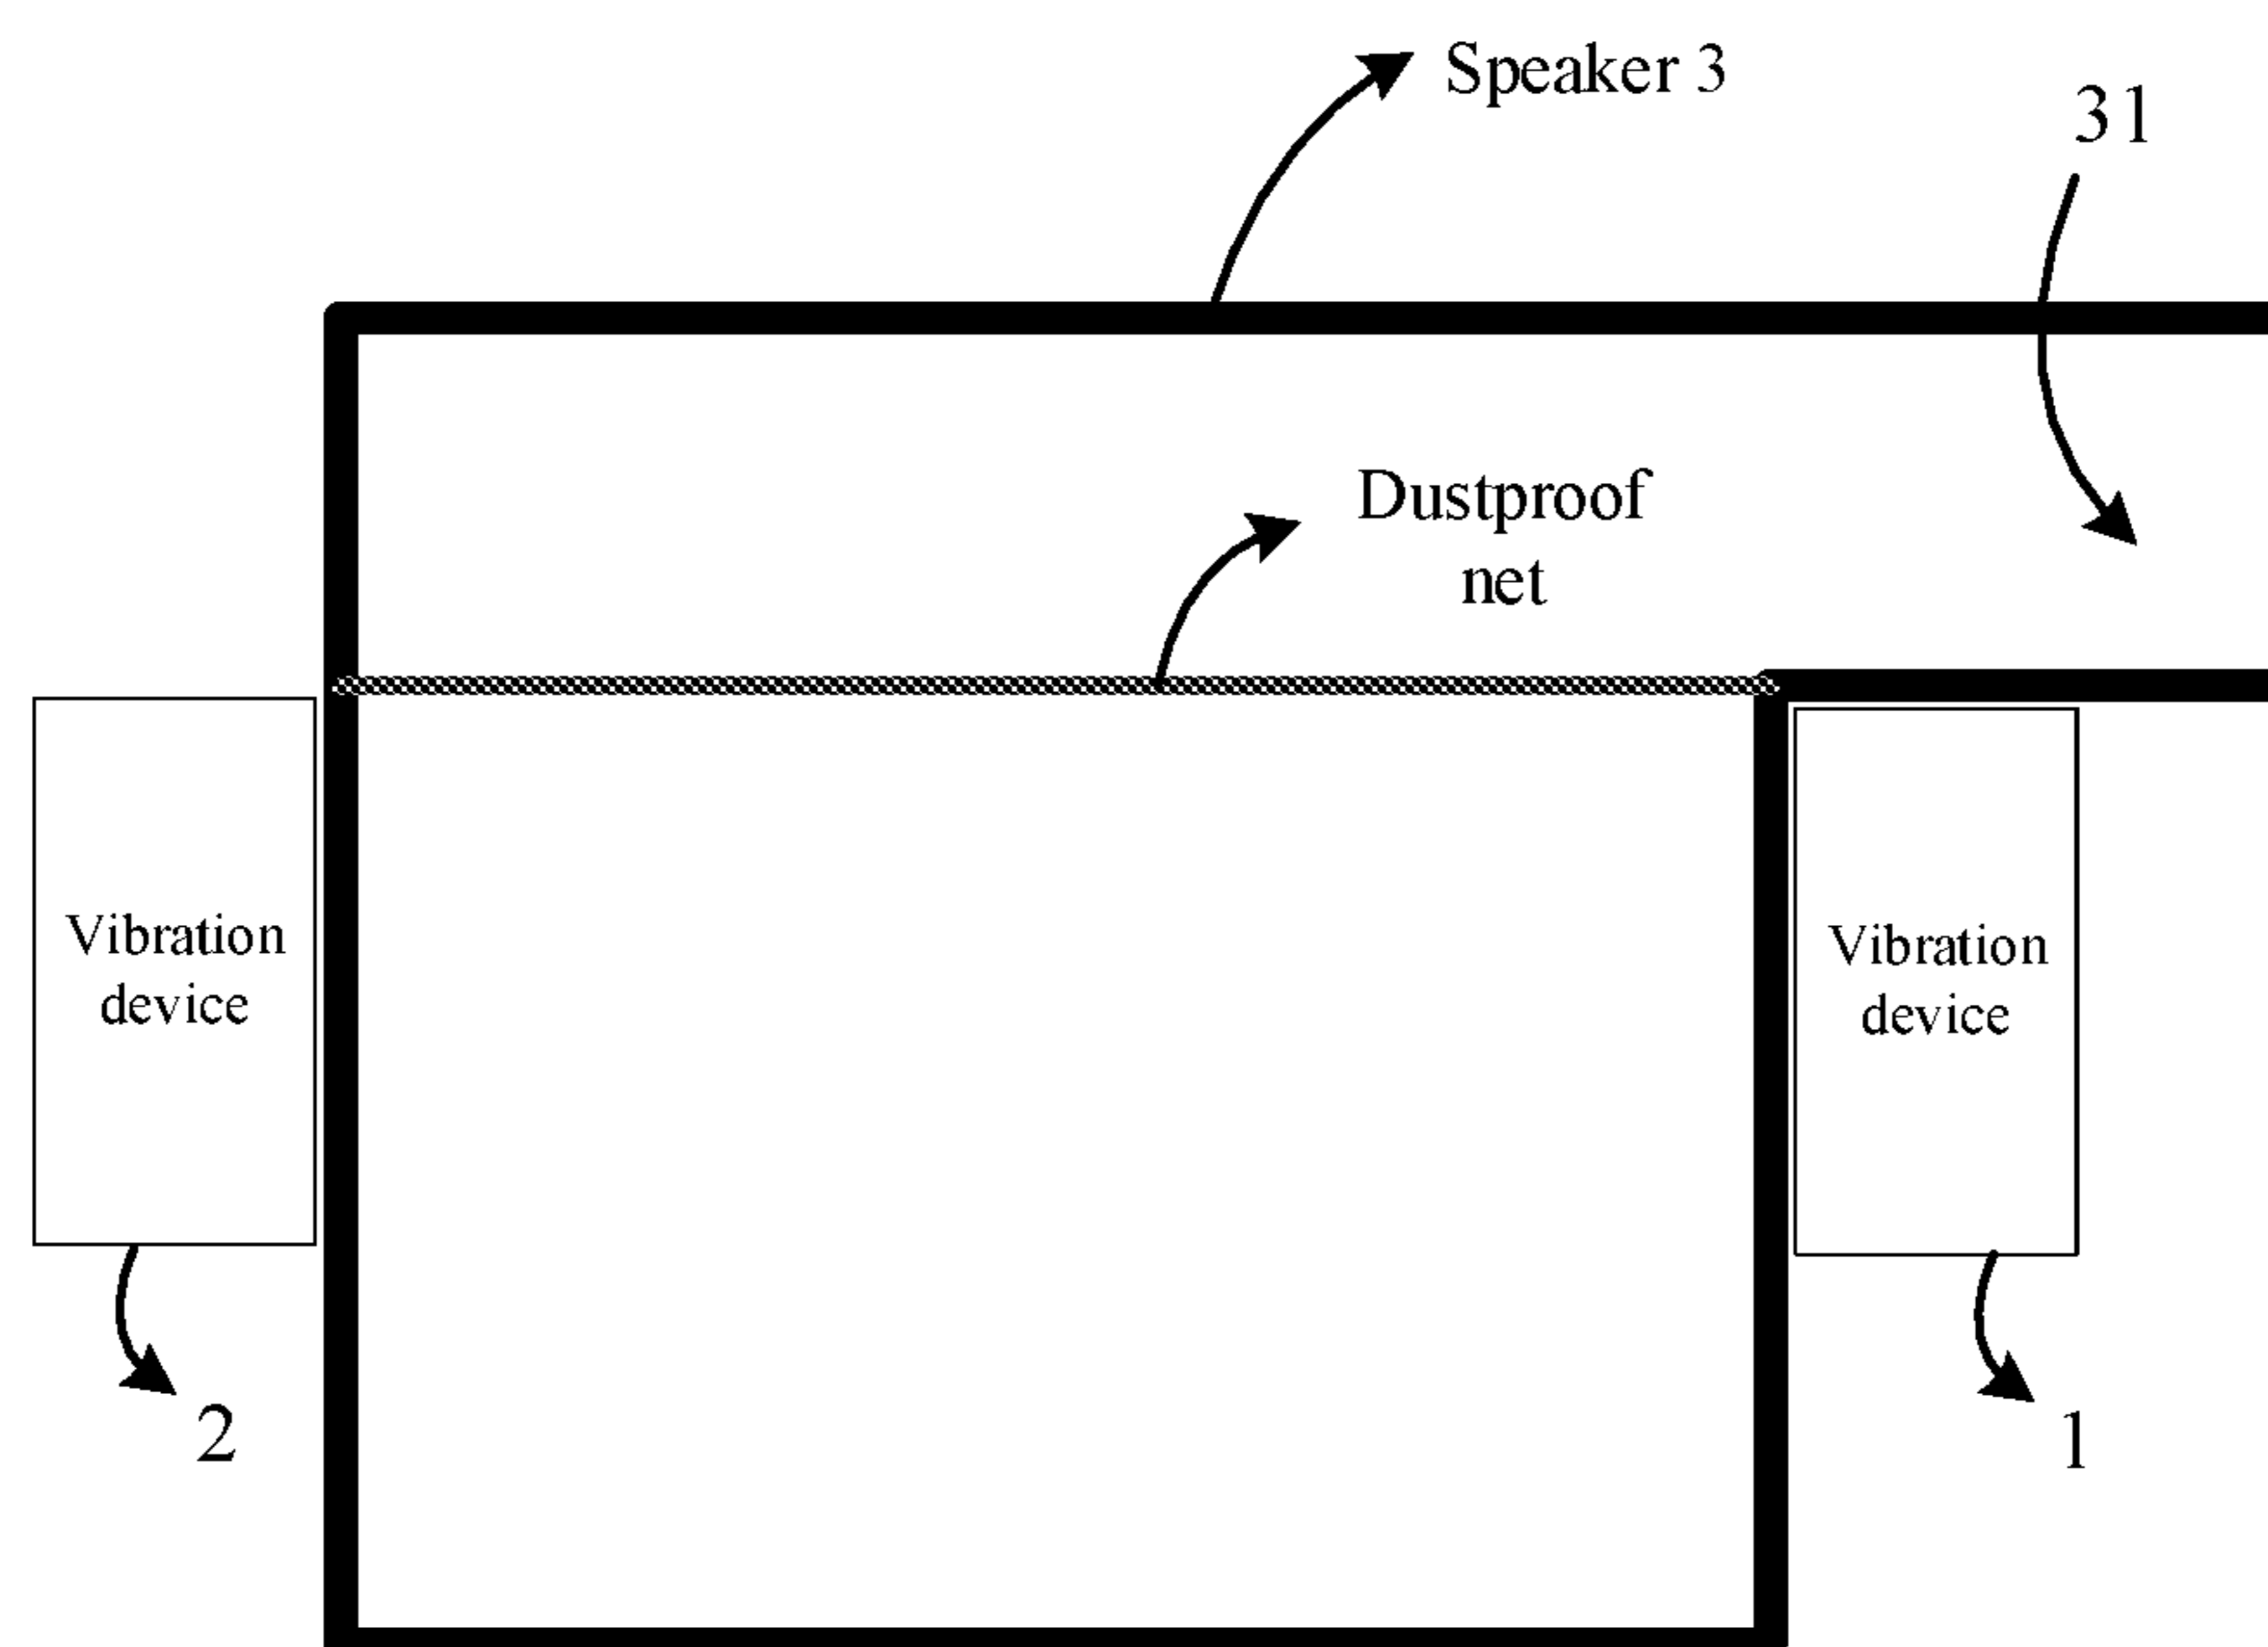 Speaker 3
31
Dustproof
net
Vibration
device
Vibration
device
2
1